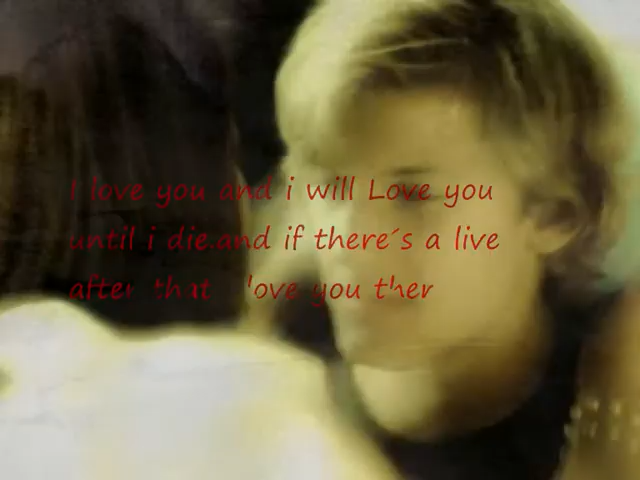 I love you and i will Love you
until i die.and if there´s a live
after that love you ther